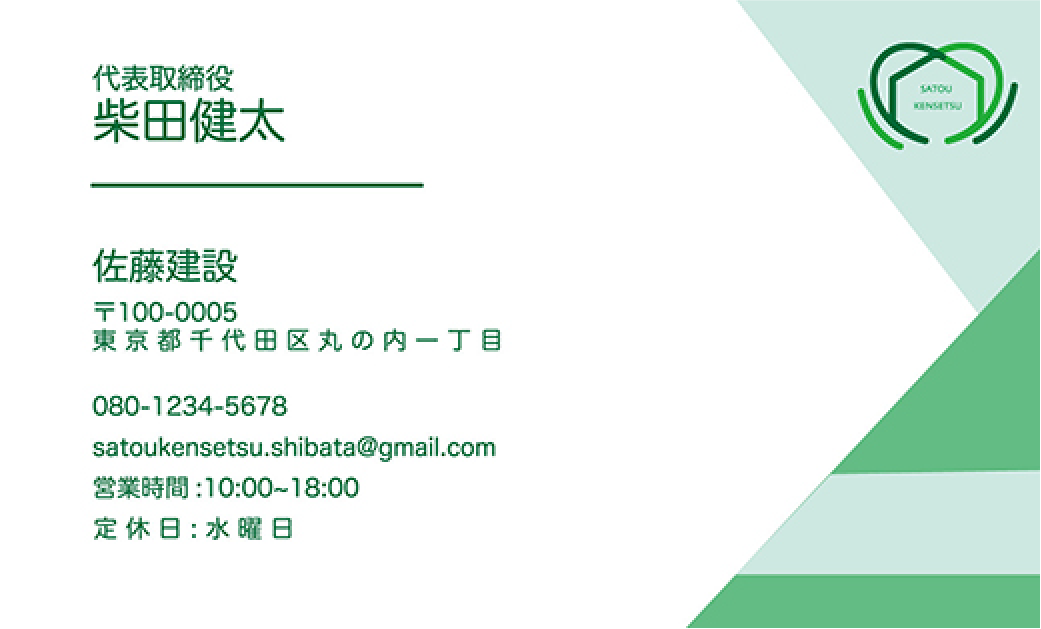 代表取締役
柴田健太
SATOU
KENSETSU
佐藤建設
〒100-0005
東京都千代田区丸の内一丁目
080-1234-5678
satoukensetsu.shibata@gmail.com
営業時間:10:00~18:00
定休日:水曜日